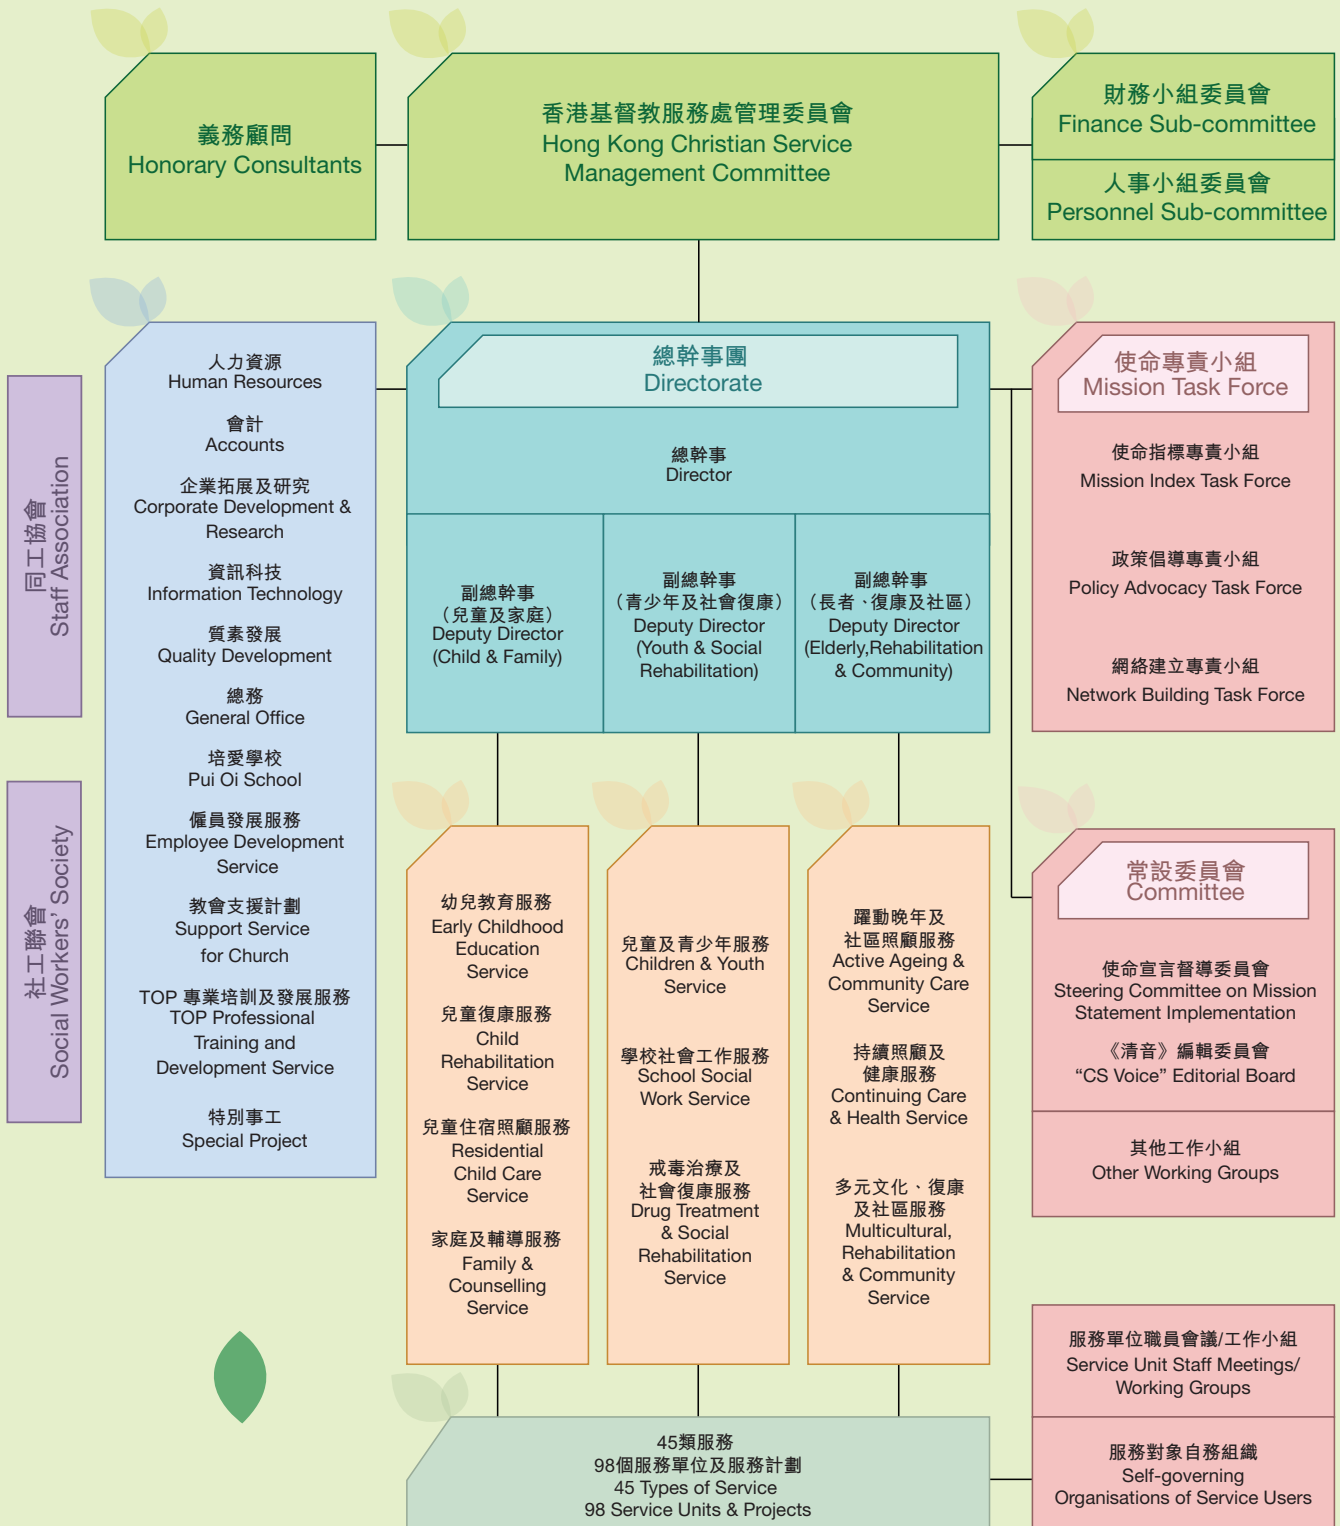 義務顧問
Honorary Consultants
香港基督教服務處管理委員會
Hong Kong Christian Service
Management Committee
財務小組委員會
Finance Sub-committee
人事小組委員會
Personnel Sub-committee
同工協會
Staff Association
社工聯會
Social Workers’ Society
人力資源
Human Resources
會計
Accounts
企業拓展及研究
Corporate Development &
Research
資訊科技
Information Technology
質素發展
Quality Development
總務
General Office
培愛學校
Pui Oi School
僱員發展服務
Employee Development
Service
教會支援計劃
Support Service
for Church
TOP 專業培訓及發展服務
TOP Professional
Training and
Development Service
特別事工
Special Project
總幹事團
Directorate
總幹事
Director
副總幹事
（兒童及家庭）
Deputy Director
(Child & Family)
副總幹事
（青少年及社會復康）
Deputy Director
(Youth & Social
Rehabilitation)
副總幹事
（長者、復康及社區）
Deputy Director
(Elderly,Rehabilitation
& Community)
幼兒教育服務
Early Childhood
Education
Service
兒童復康服務
Child
Rehabilitation
Service
兒童住宿照顧服務
Residential
Child Care
Service
家庭及輔導服務
Family &
Counselling
Service
兒童及青少年服務
Children & Youth
Service
學校社會工作服務
School Social
Work Service
戒毒治療及
社會復康服務
Drug Treatment
& Social
Rehabilitation
Service
躍動晚年及
社區照顧服務
Active Ageing &
Community Care
Service
持續照顧及
健康服務
Continuing Care
& Health Service
多元文化、復康
及社區服務
Multicultural,
Rehabilitation
& Community
Service
使命專責小組
Mission Task Force
使命指標專責小組
Mission Index Task Force
政策倡導專責小組
Policy Advocacy Task Force
網絡建立專責小組
Network Building Task Force
常設委員會
Committee
使命宣言督導委員會
Steering Committee on Mission
Statement Implementation
《清音》編輯委員會
“CS Voice” Editorial Board
其他工作小組
Other Working Groups
45類服務
98個服務單位及服務計劃
45 Types of Service
98 Service Units & Projects
服務單位職員會議/工作小組
Service Unit Staff Meetings/
Working Groups
服務對象自務組織
Self-governing
Organisations of Service Users